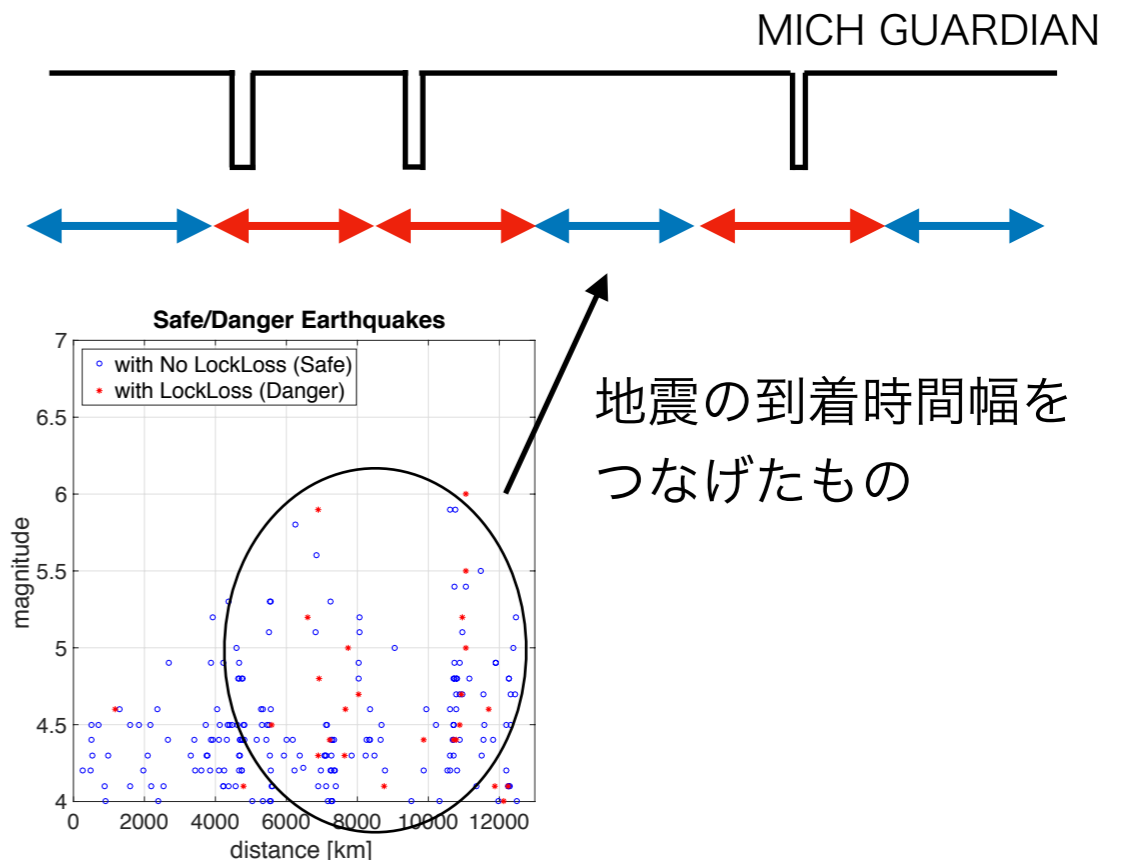 MICH GUARDIAN
Safe/Danger Earthquakes
with No LockLoss (Safe)
with LockLoss (Danger)
地震の到着時間幅を
つなげたもの
magnitude
7
6.5
6
5.5
5
4.5
4
0 2000 4000 6000 8000 10000 12000
distance [km]